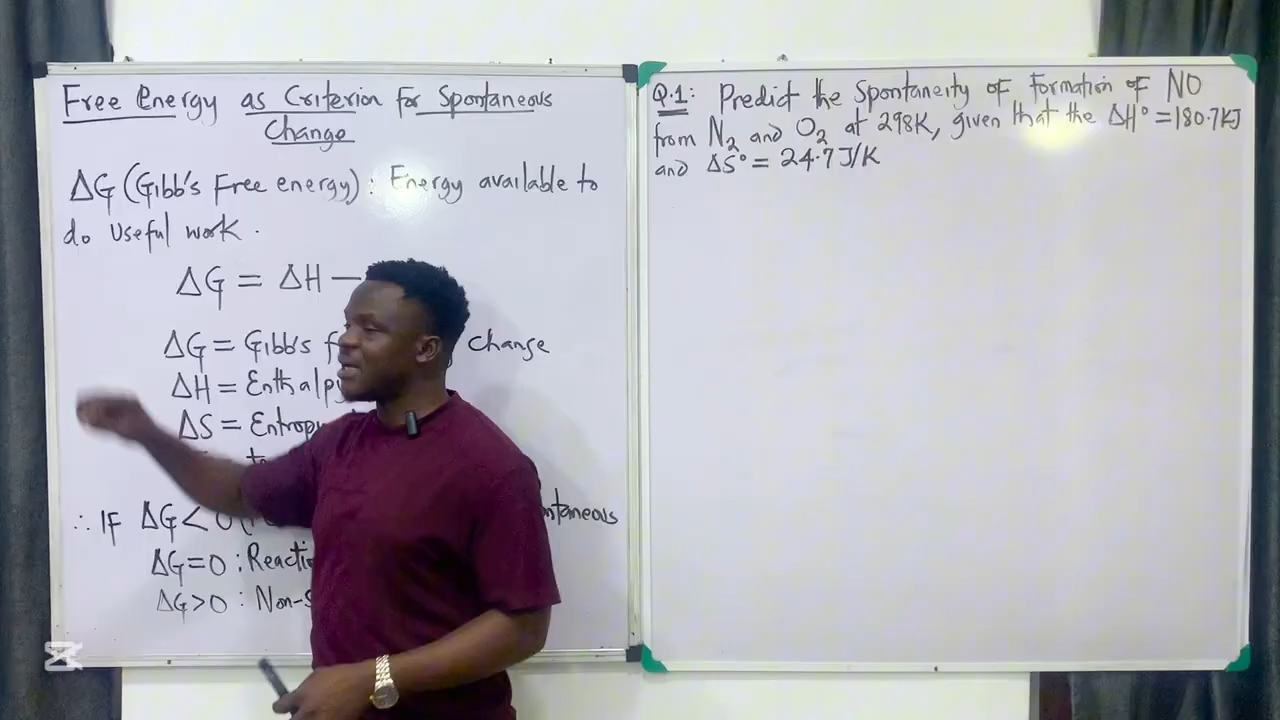 Free Energy as Criterion for Spontaneous
Change
ΔG (Gibb's Free energy) : Energy available to
do Useful work.
ΔG = ΔH —
ΔG = Gibb's f change
ΔH = Enthalpy
ΔS = Entropy
∴ IF ΔG < 0 ntaneous
ΔG = 0 : Reactio
ΔG > 0 : Non-S
Q.1: Predict the Spontaneity of formation of NO
from N₂ and O₂ at 298K, given that the ΔH° = 180.7KJ
and ΔS° = 24.7 J/K